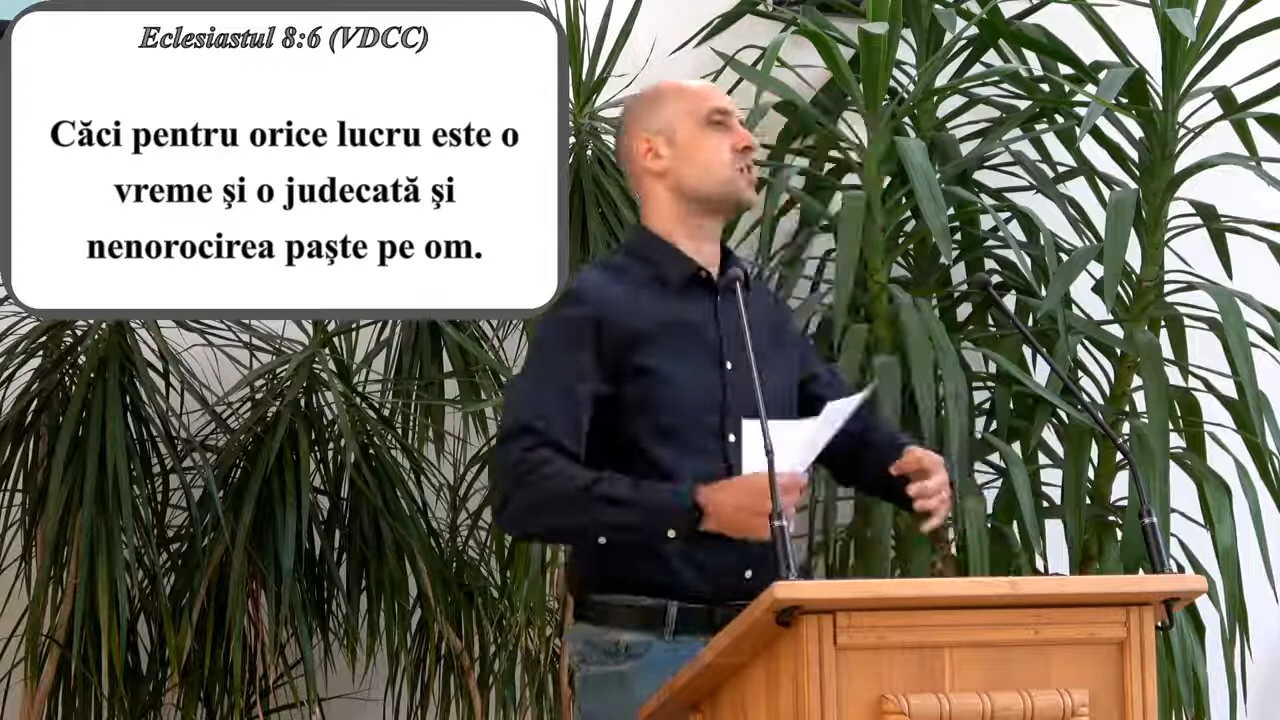 Eclesiastul 8:6 (VDCC)
Căci pentru orice lucru este o
vreme şi o judecată şi
nenorocirea paşte pe om.